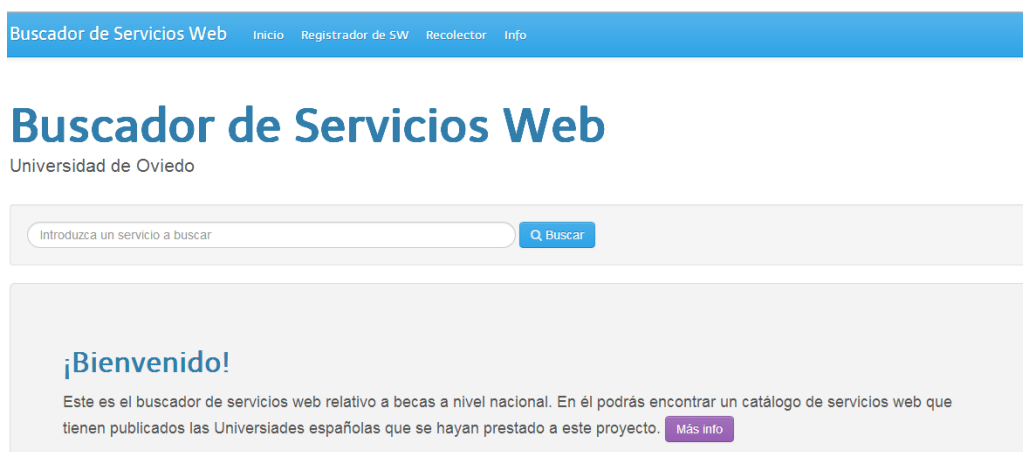 Buscador de Servicios Web Inicio Registrador de SW Recolector Info
Buscador de Servicios Web
Universidad de Oviedo
Introduzca un servicio a buscar Buscar
¡Bienvenido!
Este es el buscador de servicios web relativo a becas a nivel nacional. En él podrás encontrar un catálogo de servicios web que
tienen publicados las Universiades españolas que se hayan prestado a este proyecto. Más info